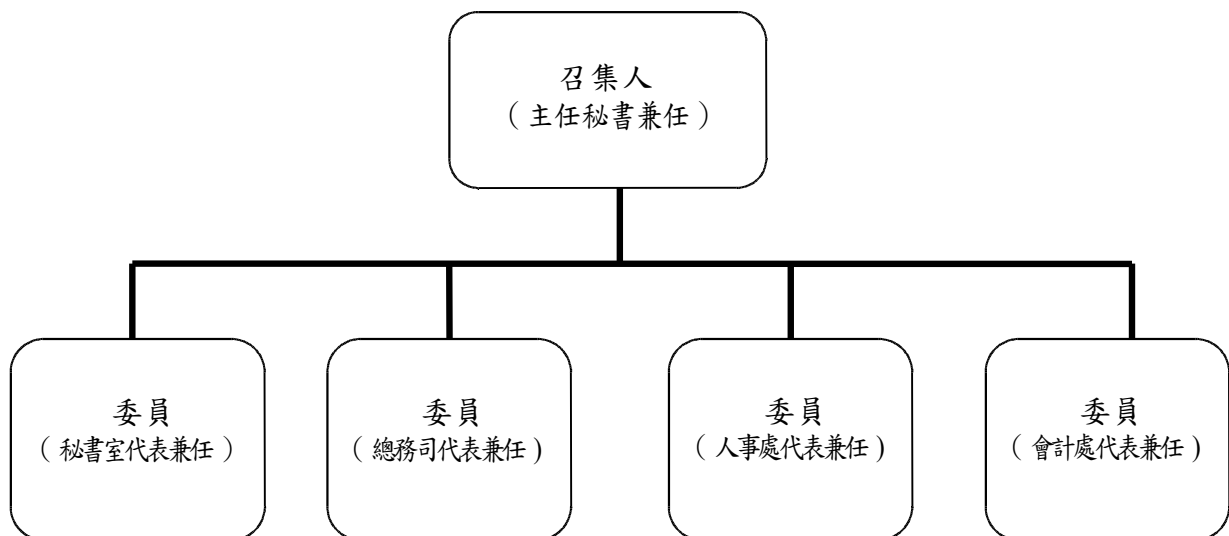 召集人
（主任秘書兼任）
委員
（秘書室代表兼任）
委員
（總務司代表兼任）
委員
（人事處代表兼任）
委員
（會計處代表兼任）